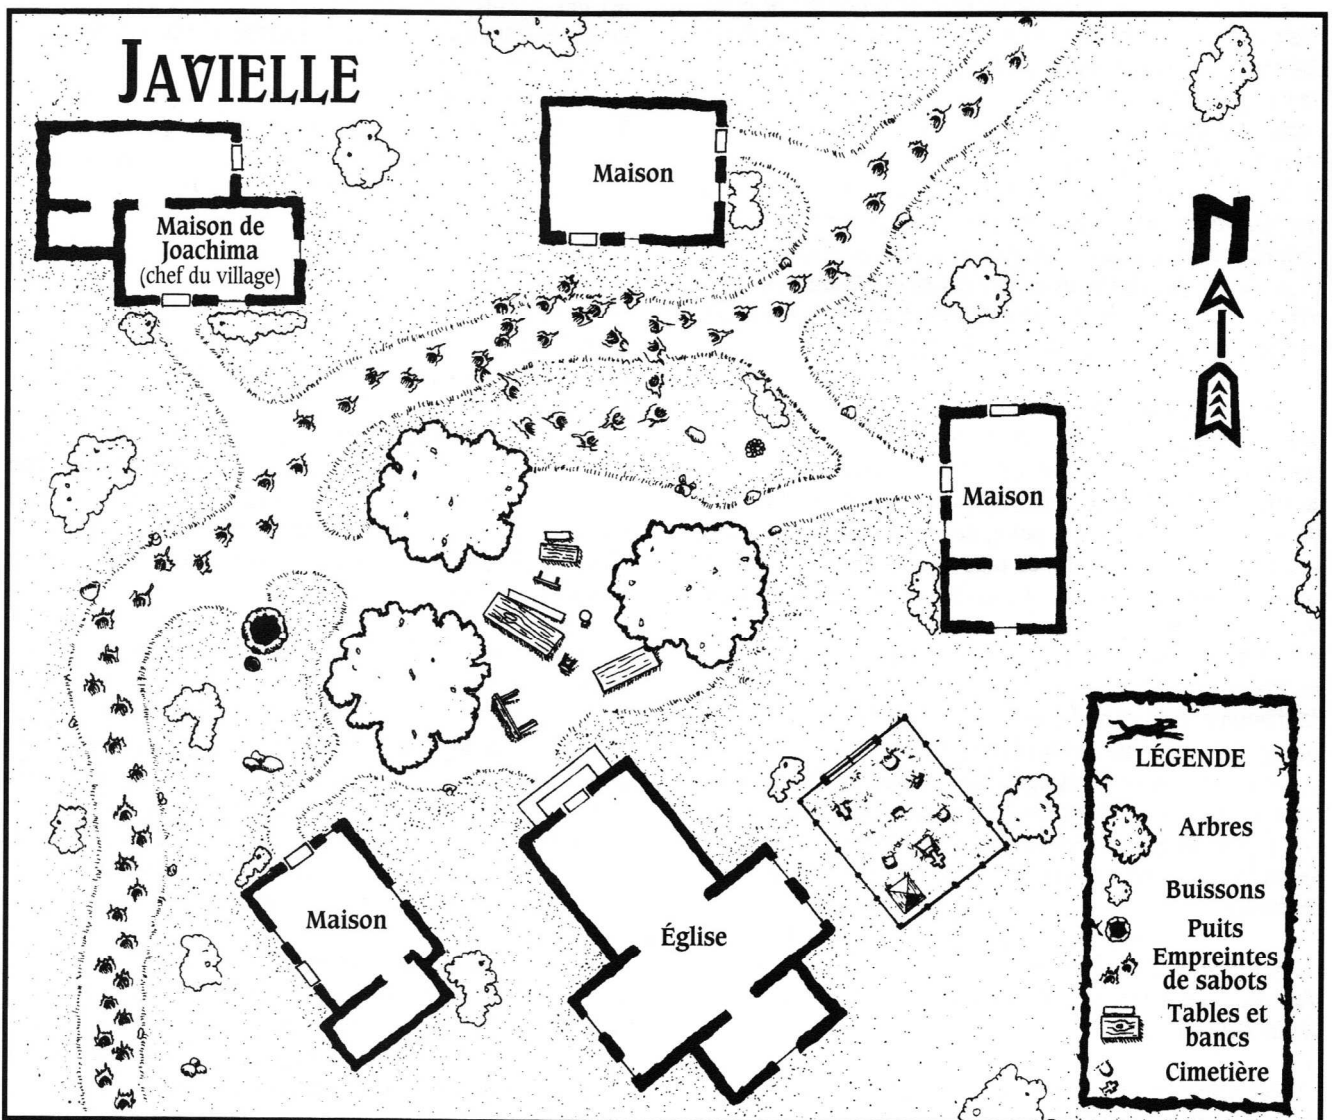 JAVIELLE
Maison
Maison de
Joachima
(chef du village)
N
Maison
Maison
Église
LÉGENDE
Arbres
Buissons
Puits
Empreintes
de sabots
Tables et
bancs
Cimetière